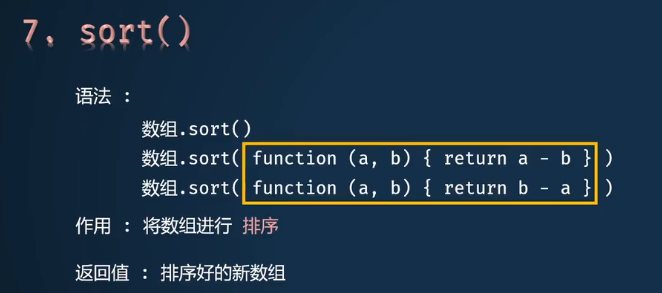 7. sort()
语法 :
数组.sort()
数组.sort( function (a, b) { return a - b } )
数组.sort( function (a, b) { return b - a } )
作用 : 将数组进行 排序
返回值 : 排序好的新数组